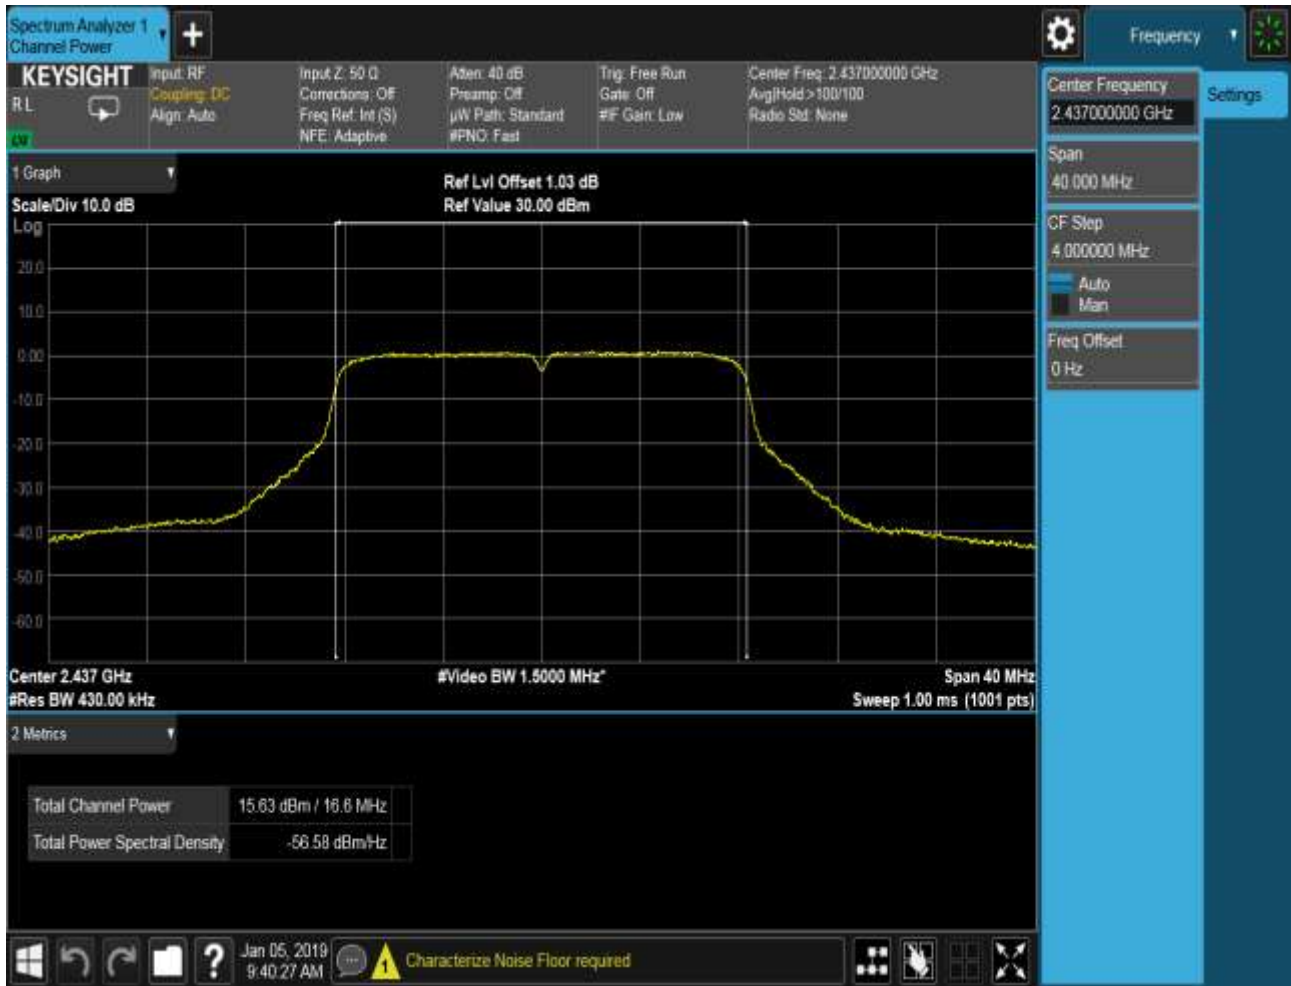 Spectrum Analyzer 1
Channel Power
Frequency
KEYSIGHT
RL
Input: RF
Coupling: DC
Align: Auto
Input Z: 50 Ω
Corrections: Off
Freq Ref: Int (S)
NFE: Adaptive
Atten: 40 dB
Preamp: Off
µW Path: Standard
#PNO: Fast
Trig: Free Run
Gate: Off
#IF Gain: Low
Center Freq: 2.437000000 GHz
Avg|Hold:>100/100
Radio Std: None
Center Frequency
2.437000000 GHz
Settings
Span
40.000 MHz
CF Step
4.000000 MHz
Auto
Man
Freq Offset
0 Hz
1 Graph
Scale/Div 10.0 dB
Ref Lvl Offset 1.03 dB
Ref Value 30.00 dBm
Log
20.0
10.0
0.00
-10.0
-20.0
-30.0
-40.0
-50.0
-60.0
Center 2.437 GHz
#Res BW 430.00 kHz
#Video BW 1.5000 MHz*
Span 40 MHz
Sweep 1.00 ms (1001 pts)
2 Metrics
Total Channel Power 15.63 dBm / 16.6 MHz
Total Power Spectral Density -56.58 dBm/Hz
?
Jan 05, 2019
9:40:27 AM
1
Characterize Noise Floor required